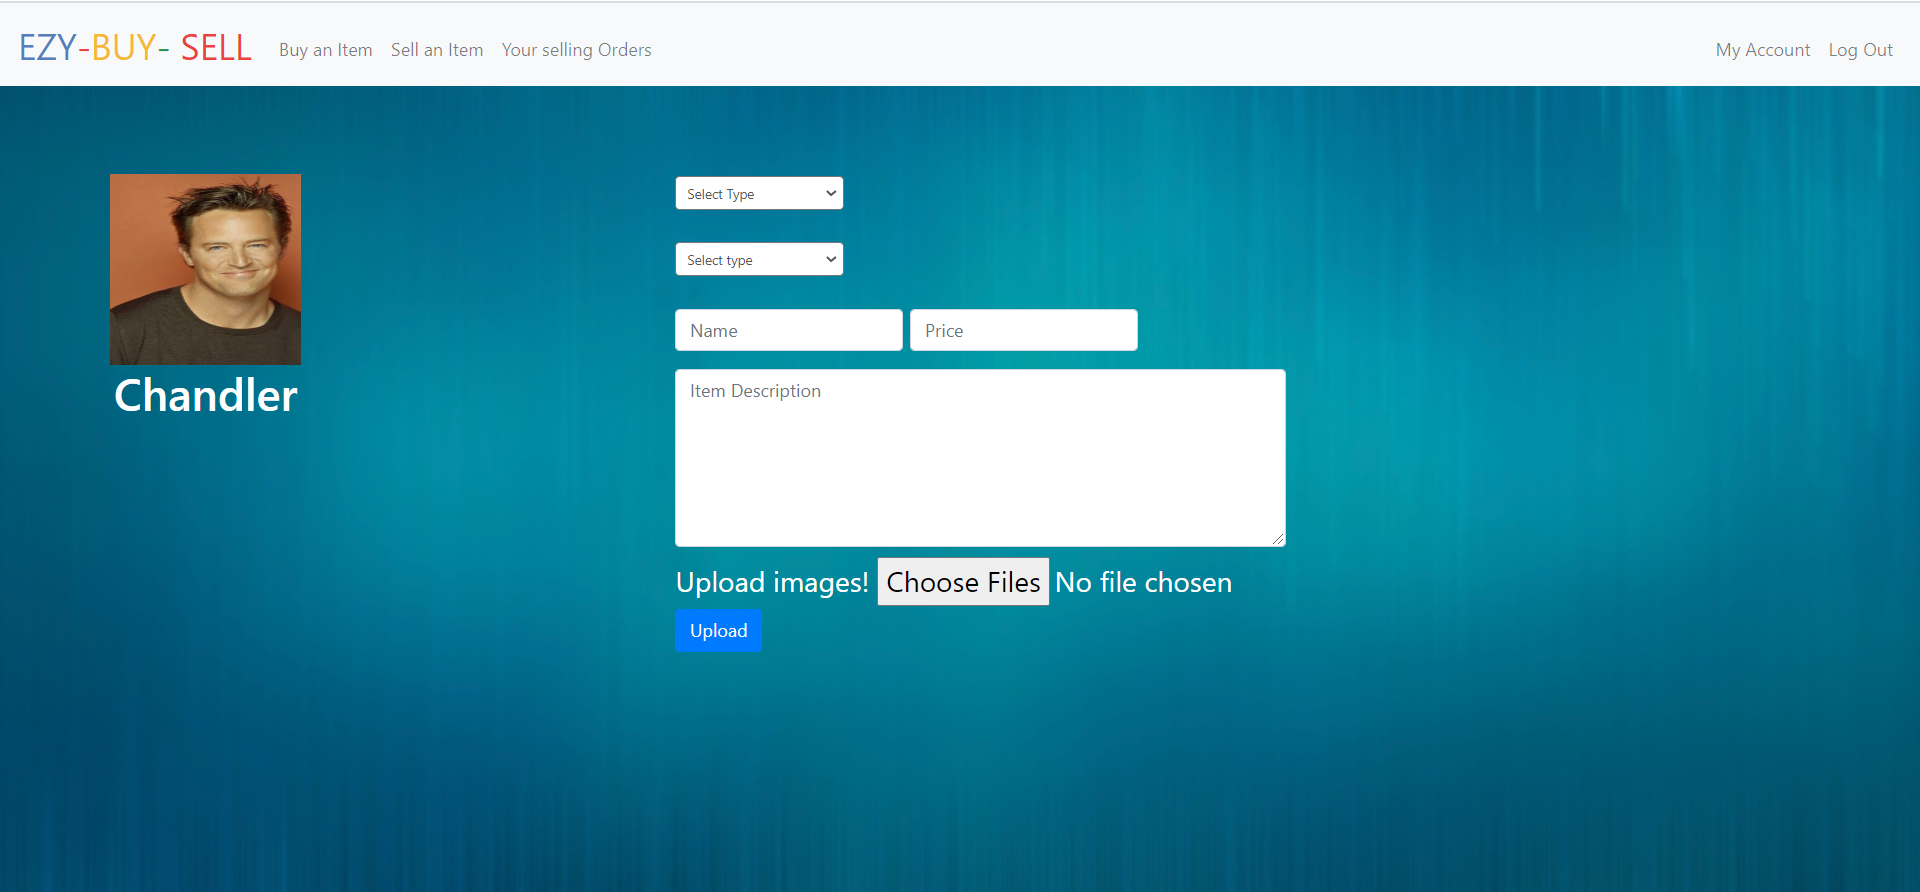 EZY-BUY- SELL Buy an Item Sell an Item Your selling Orders My Account Log Out
Chandler
Select Type
Select type
Name Price
Item Description
Upload images! Choose Files No file chosen
Upload